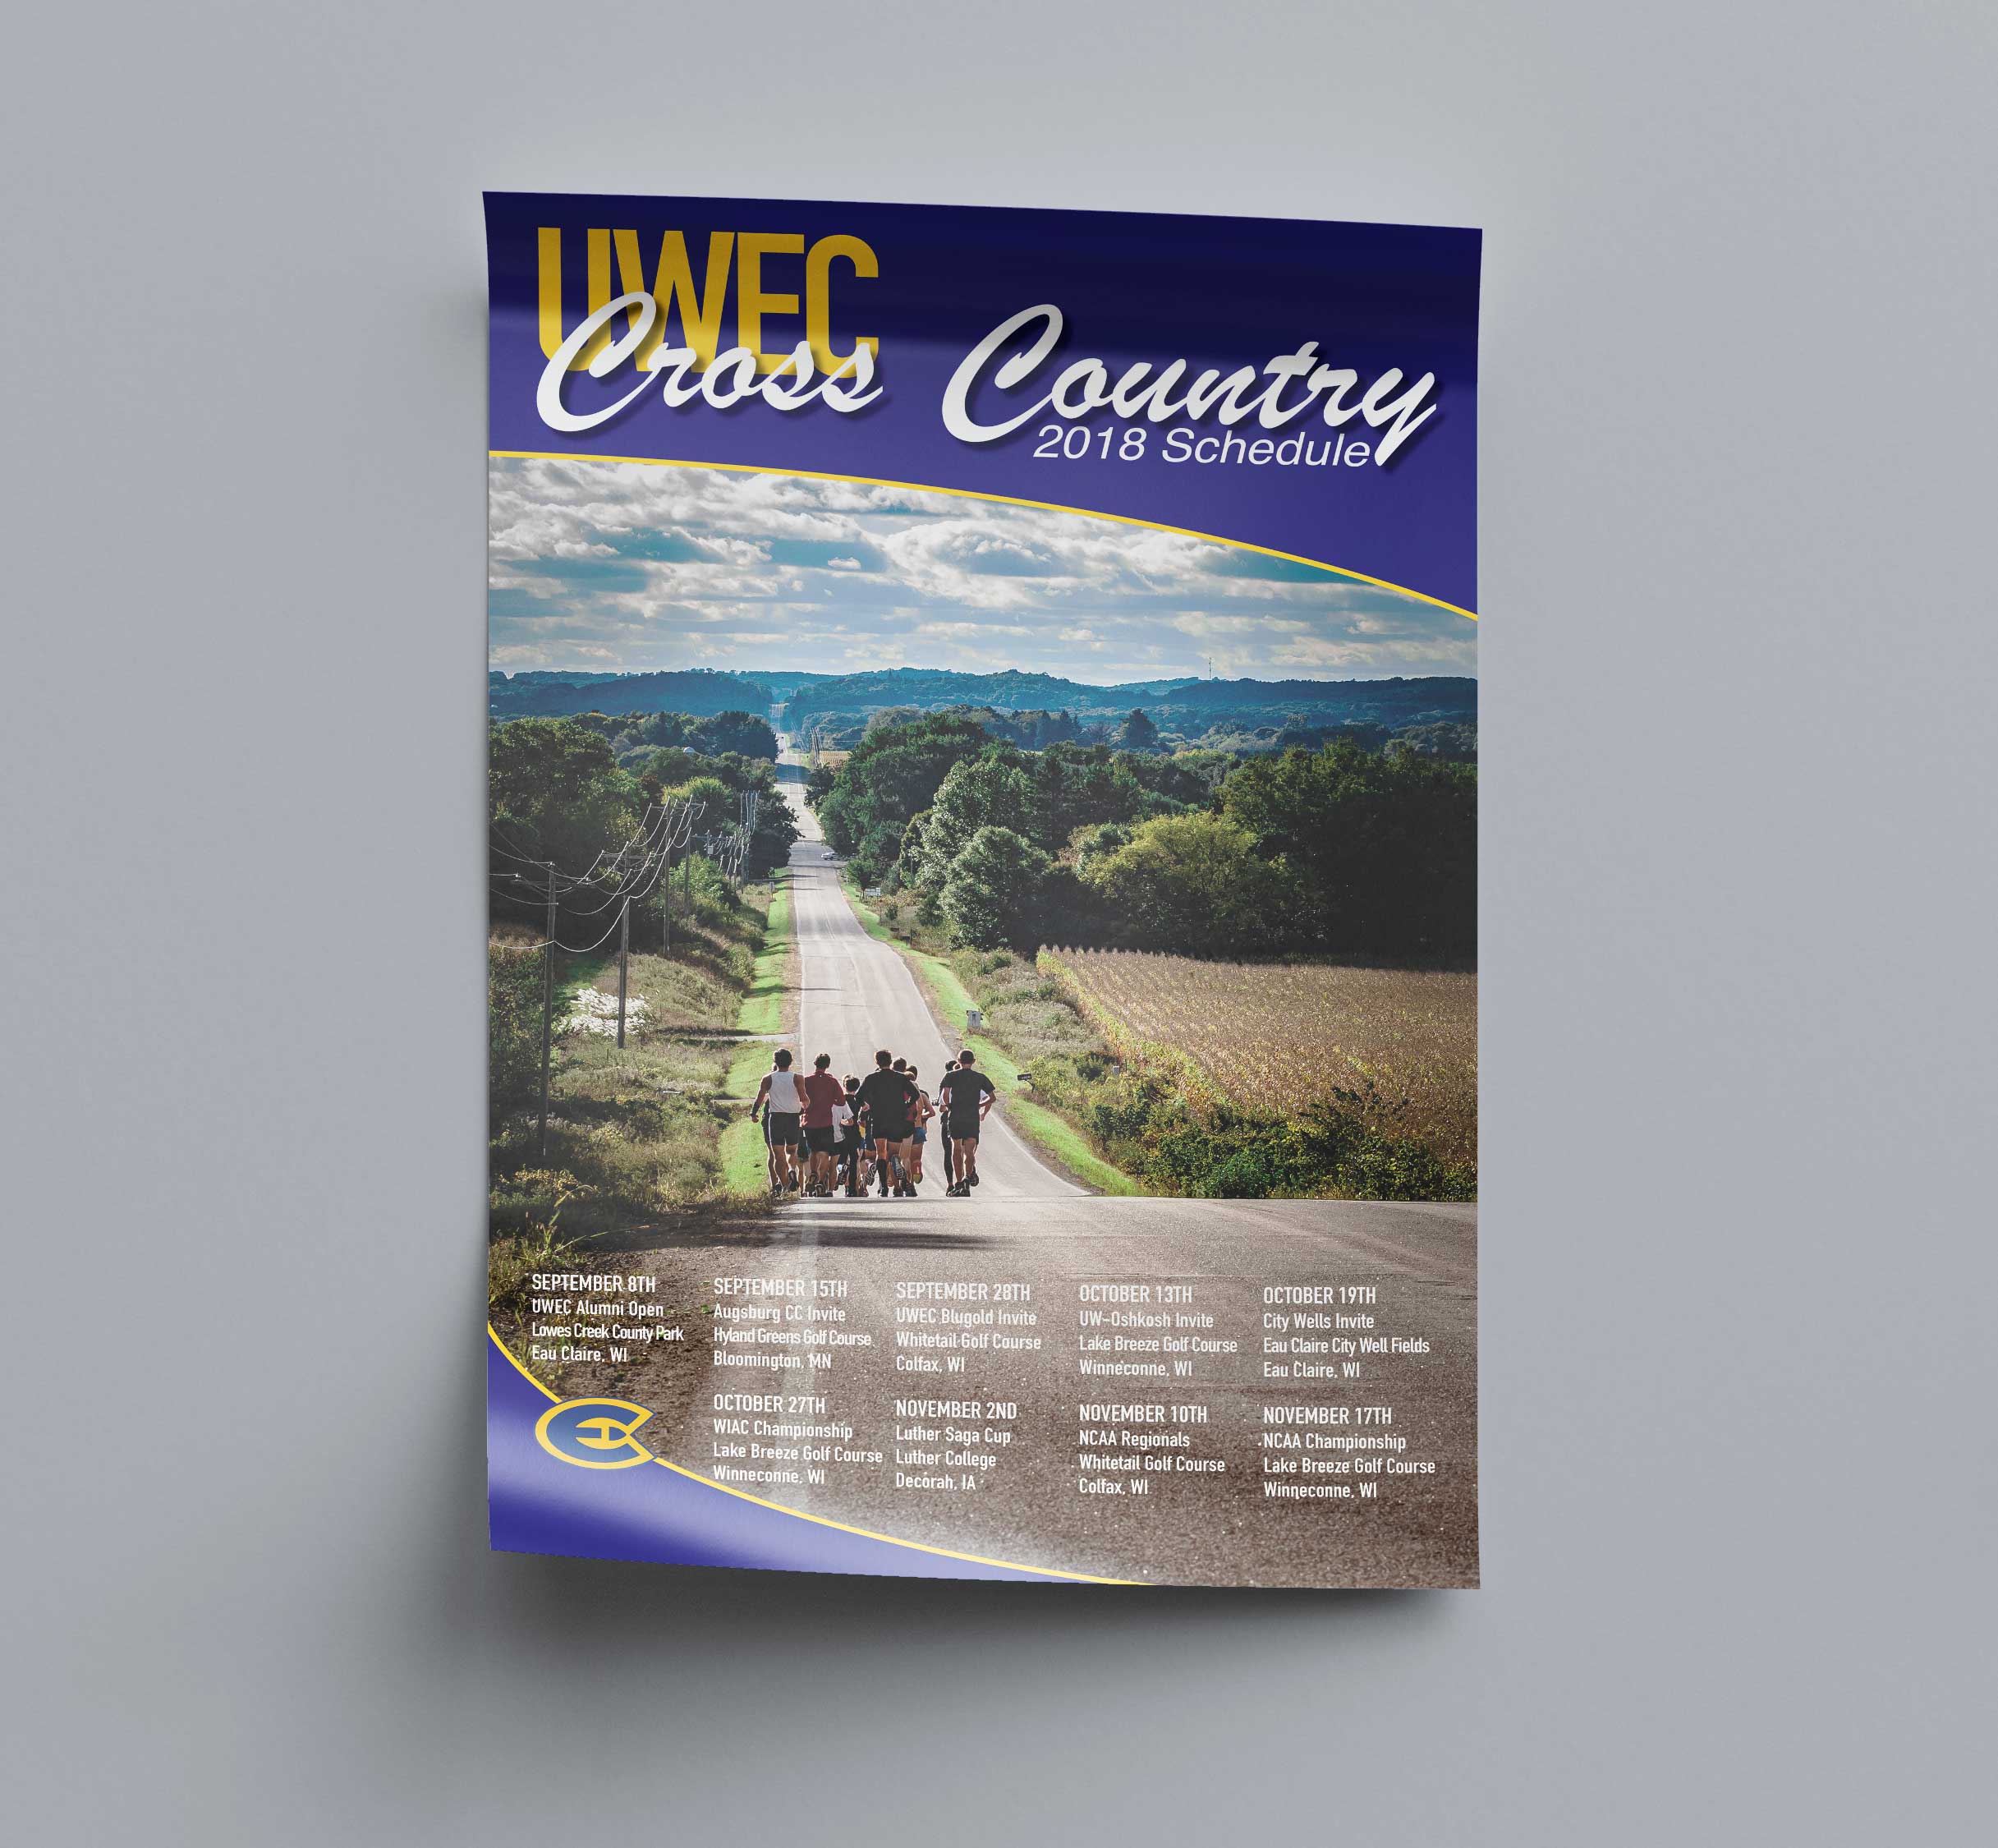 UWEC
Cross Country
2018 Schedule
SEPTEMBER 8TH
UWEC Alumni Open
Lowes Creek County Park
Eau Claire, WI
SEPTEMBER 15TH
Augsburg CC Invite
Hyland Greens Golf Course
Bloomington, MN
SEPTEMBER 28TH
UWEC Blugold Invite
Whitetail Golf Course
Colfax, WI
OCTOBER 13TH
UW-Oshkosh Invite
Lake Breeze Golf Course
Winneconne, WI
OCTOBER 19TH
City Wells Invite
Eau Claire City Well Fields
Eau Claire, WI
OCTOBER 27TH
WIAC Championship
Lake Breeze Golf Course
Winneconne, WI
NOVEMBER 2ND
Luther Saga Cup
Luther College
Decorah, IA
NOVEMBER 10TH
NCAA Regionals
Whitetail Golf Course
Colfax, WI
NOVEMBER 17TH
NCAA Championship
Lake Breeze Golf Course
Winneconne, WI